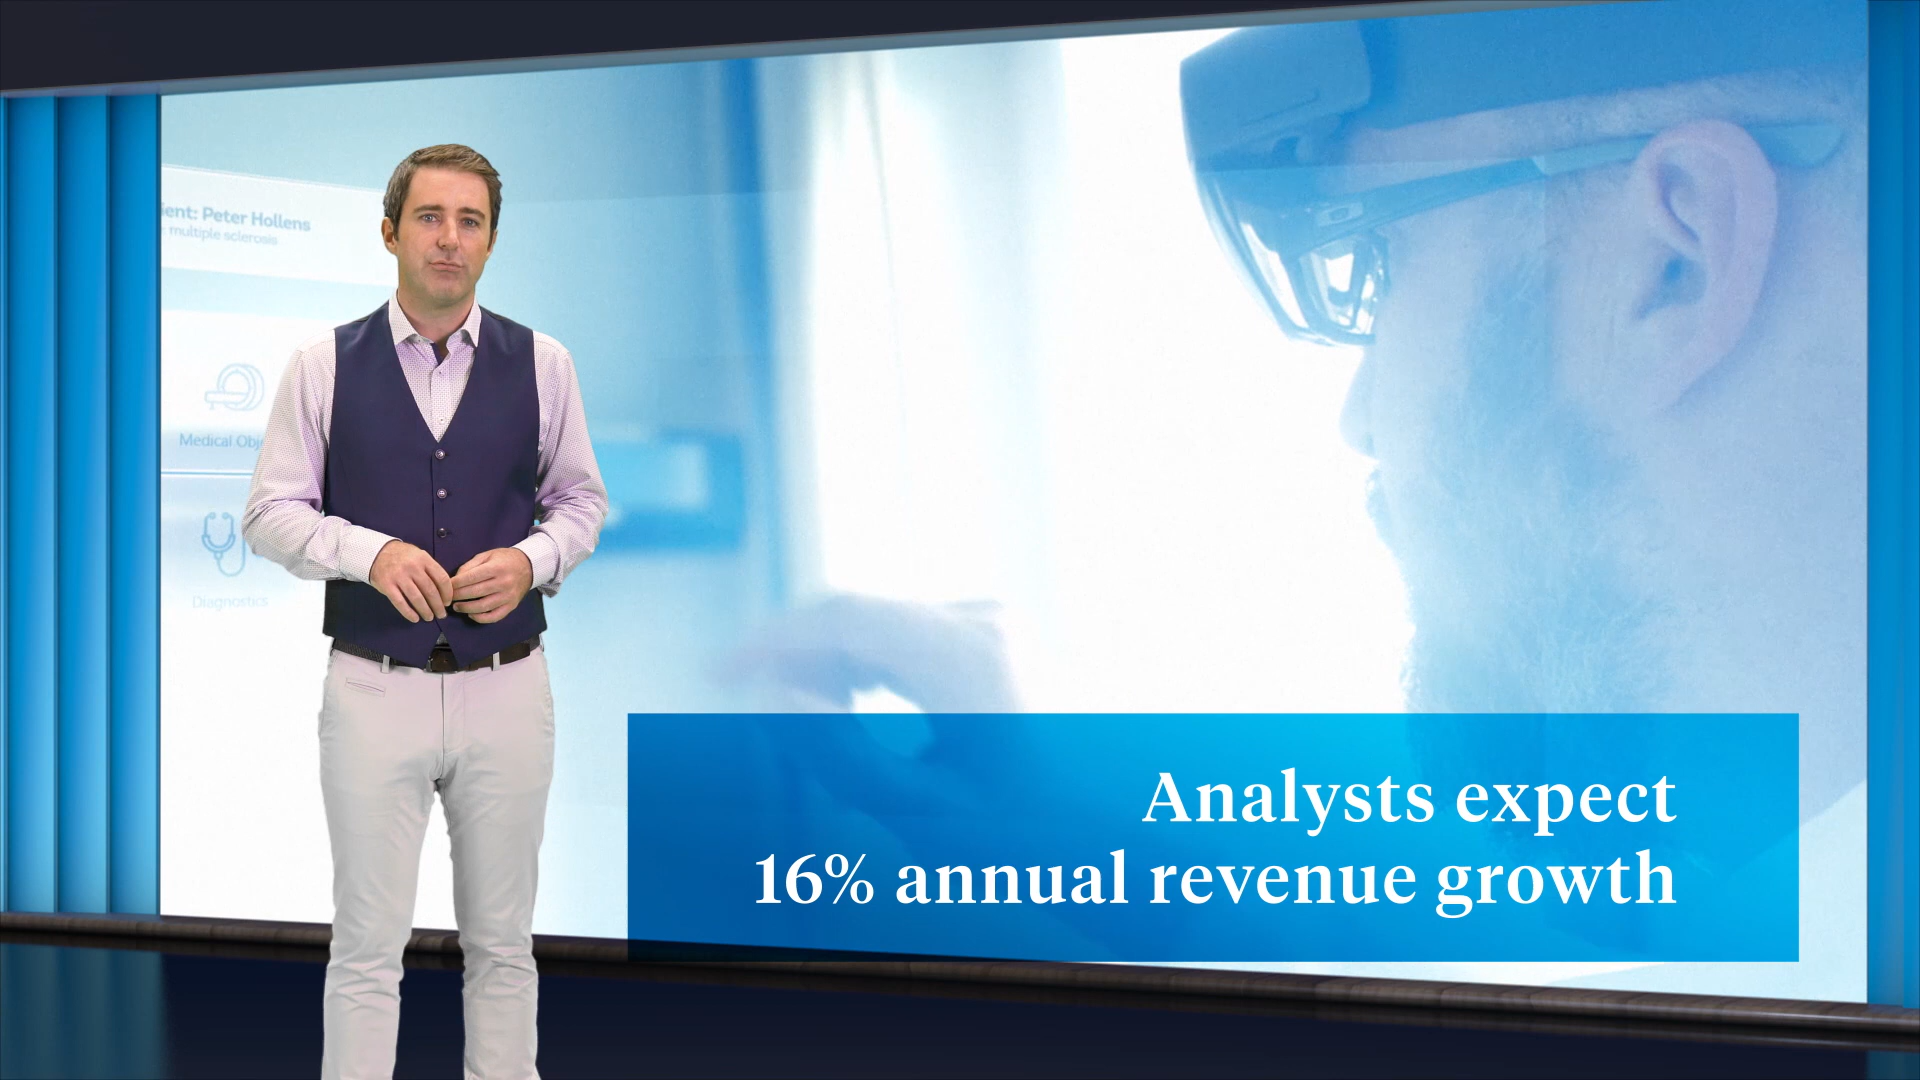 ient: Peter Hollens
: multiple sclerosis
Medical Obj
Diagnostics
Analysts expect
16% annual revenue growth